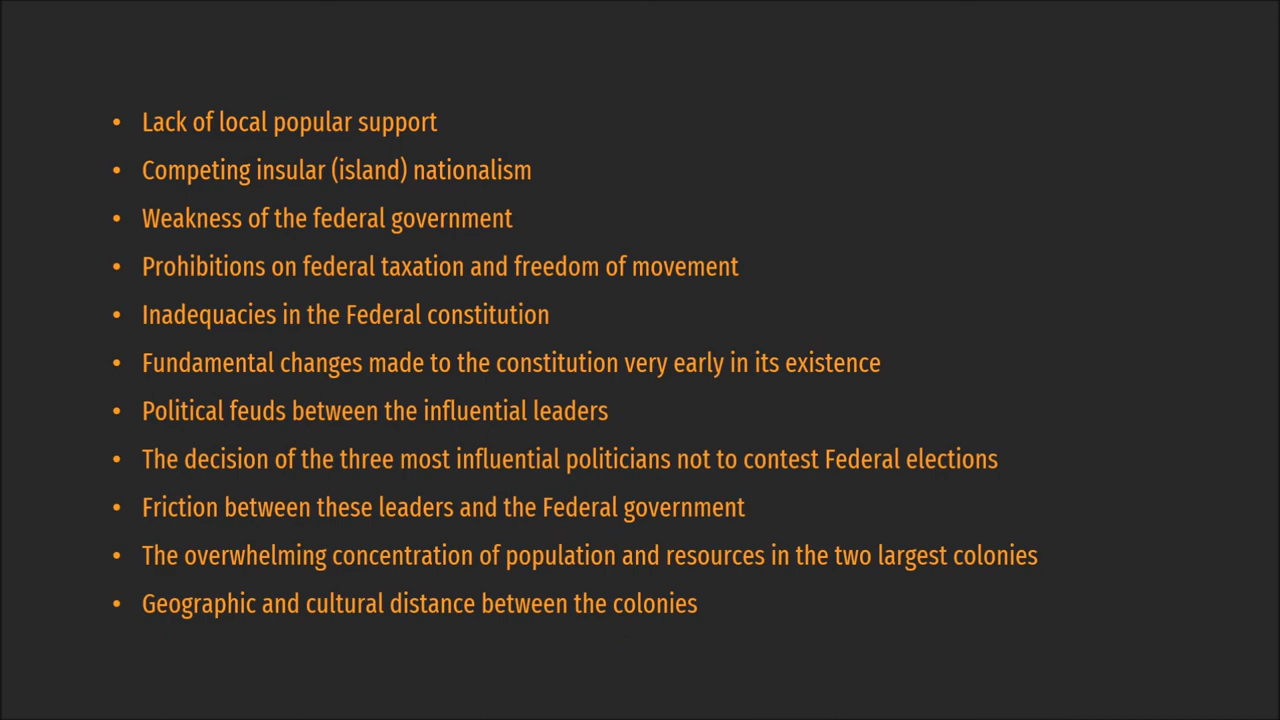 • Lack of local popular support
• Competing insular (island) nationalism
• Weakness of the federal government
• Prohibitions on federal taxation and freedom of movement
• Inadequacies in the Federal constitution
• Fundamental changes made to the constitution very early in its existence
• Political feuds between the influential leaders
• The decision of the three most influential politicians not to contest Federal elections
• Friction between these leaders and the Federal government
• The overwhelming concentration of population and resources in the two largest colonies
• Geographic and cultural distance between the colonies